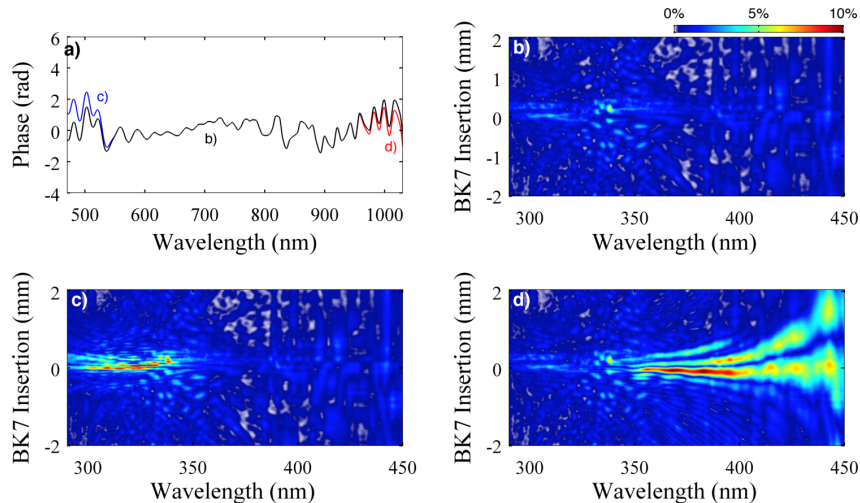 0% 5% 10%
a)
6
4
2
0
-2
-4
Phase (rad)
c)
b)
d)
500 600 700 800 900 1000
Wavelength (nm)
b)
2
1
0
-1
-2
BK7 Insertion (mm)
300 350 400 450
Wavelength (nm)
c)
2
0
-2
BK7 Insertion (mm)
300 350 400 450
Wavelength (nm)
d)
2
0
-2
BK7 Insertion (mm)
300 350 400 450
Wavelength (nm)